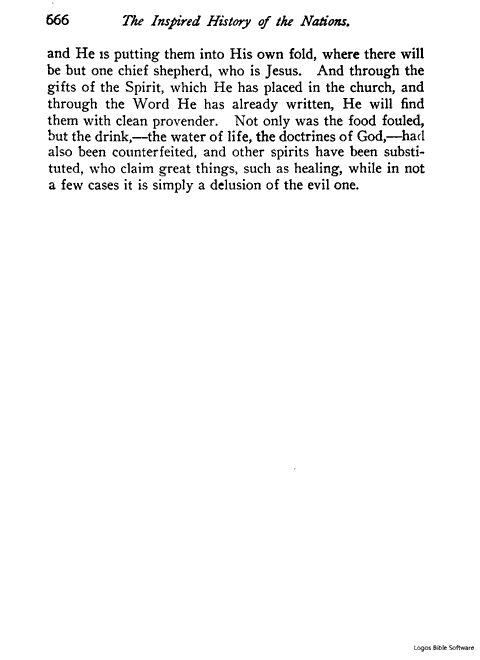 666 The Inspired History of the Nations.
and He is putting them into His own fold, where there will
be but one chief shepherd, who is Jesus. And through the
gifts of the Spirit, which He has placed in the church, and
through the Word He has already written, He will find
them with clean provender. Not only was the food fouled,
but the drink,—the water of life, the doctrines of God,—had
also been counterfeited, and other spirits have been substi-
tuted, who claim great things, such as healing, while in not
a few cases it is simply a delusion of the evil one.
Logos Bible Software